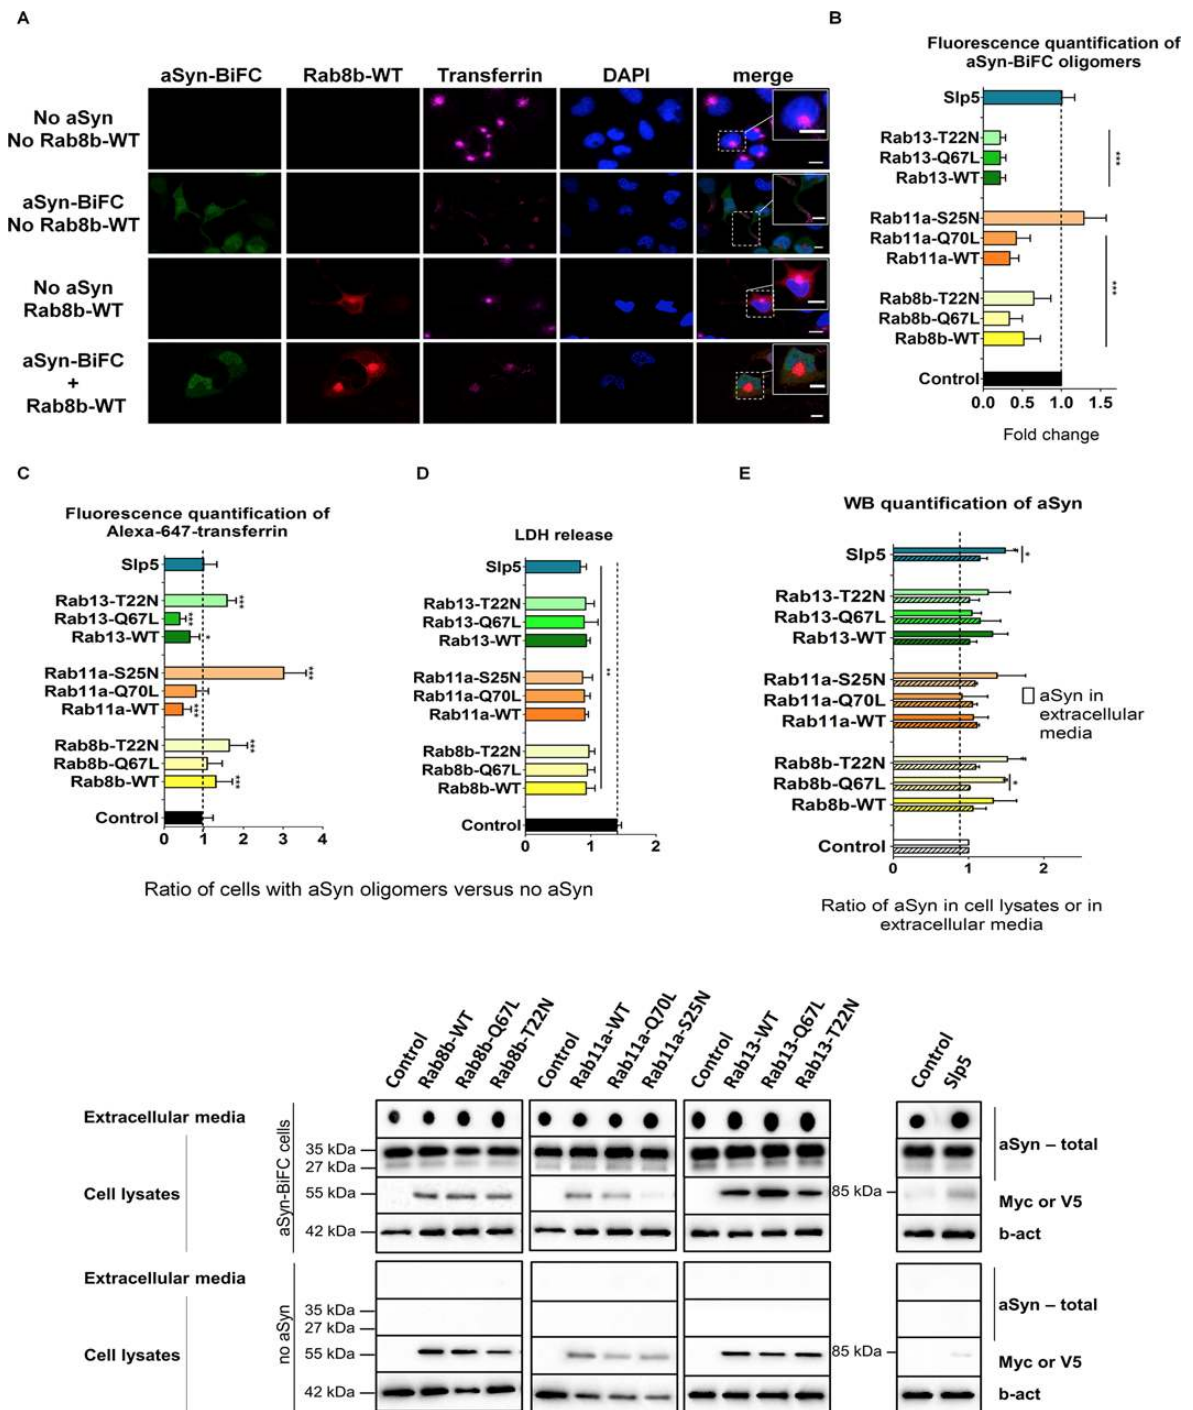 A
aSyn-BiFC Rab8b-WT Transferrin DAPI merge
No aSyn
No Rab8b-WT
aSyn-BiFC
No Rab8b-WT
No aSyn
Rab8b-WT
aSyn-BiFC
+
Rab8b-WT
B
Fluorescence quantification of
aSyn-BiFC oligomers
Slp5
Rab13-T22N
Rab13-Q67L
Rab13-WT
***
Rab11a-S25N
Rab11a-Q70L
Rab11a-WT
Rab8b-T22N
Rab8b-Q67L
Rab8b-WT
***
Control
0.0 0.5 1.0 1.5
Fold change
C
Fluorescence quantification of
Alexa-647-transferrin
Slp5
Rab13-T22N ***
Rab13-Q67L ***
Rab13-WT *
Rab11a-S25N ***
Rab11a-Q70L
Rab11a-WT ***
Rab8b-T22N ***
Rab8b-Q67L
Rab8b-WT ***
Control
0 1 2 3 4
D
LDH release
Slp5
Rab13-T22N
Rab13-Q67L
Rab13-WT
**
Rab11a-S25N
Rab11a-Q70L
Rab11a-WT
Rab8b-T22N
Rab8b-Q67L
Rab8b-WT
Control
0 1 2
Ratio of cells with aSyn oligomers versus no aSyn
E
WB quantification of aSyn
Slp5 *
Rab13-T22N
Rab13-Q67L
Rab13-WT
Rab11a-S25N
Rab11a-Q70L
Rab11a-WT
aSyn in
extracellular
media
Rab8b-T22N
Rab8b-Q67L *
Rab8b-WT
Control
0 1 2
Ratio of aSyn in cell lysates or in
extracellular media
Control Rab8b-WT Rab8b-Q67L Rab8b-T22N Control Rab11a-WT Rab11a-Q70L Rab11a-S25N Control Rab13-WT Rab13-Q67L Rab13-T22N Control Slp5
Extracellular media
Cell lysates
aSyn-BiFC cells
35 kDa
27 kDa
55 kDa
42 kDa
85 kDa
aSyn – total
Myc or V5
b-act
Extracellular media
Cell lysates
no aSyn
35 kDa
27 kDa
55 kDa
42 kDa
85 kDa
aSyn – total
Myc or V5
b-act